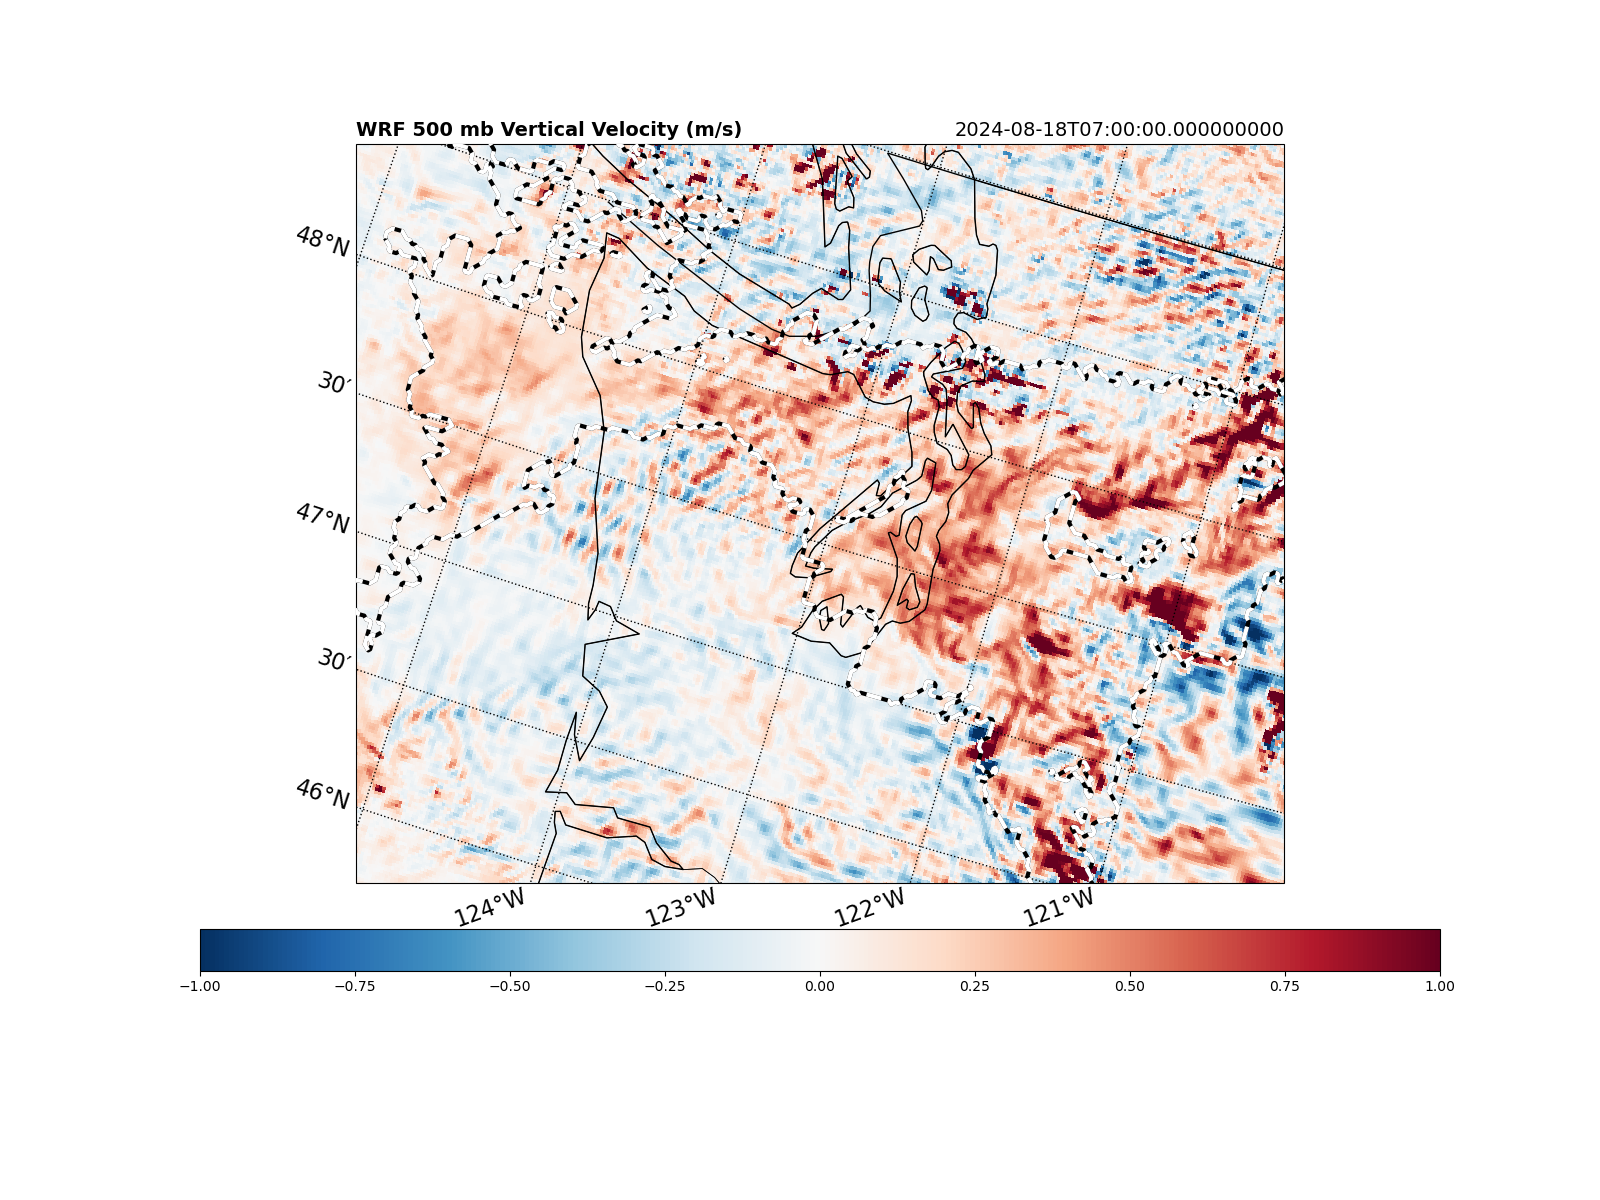 WRF 500 mb Vertical Velocity (m/s) 2024-08-18T07:00:00.000000000
48°N
30′
47°N
30′
46°N
124°W 123°W 122°W 121°W
−1.00 −0.75 −0.50 −0.25 0.00 0.25 0.50 0.75 1.00